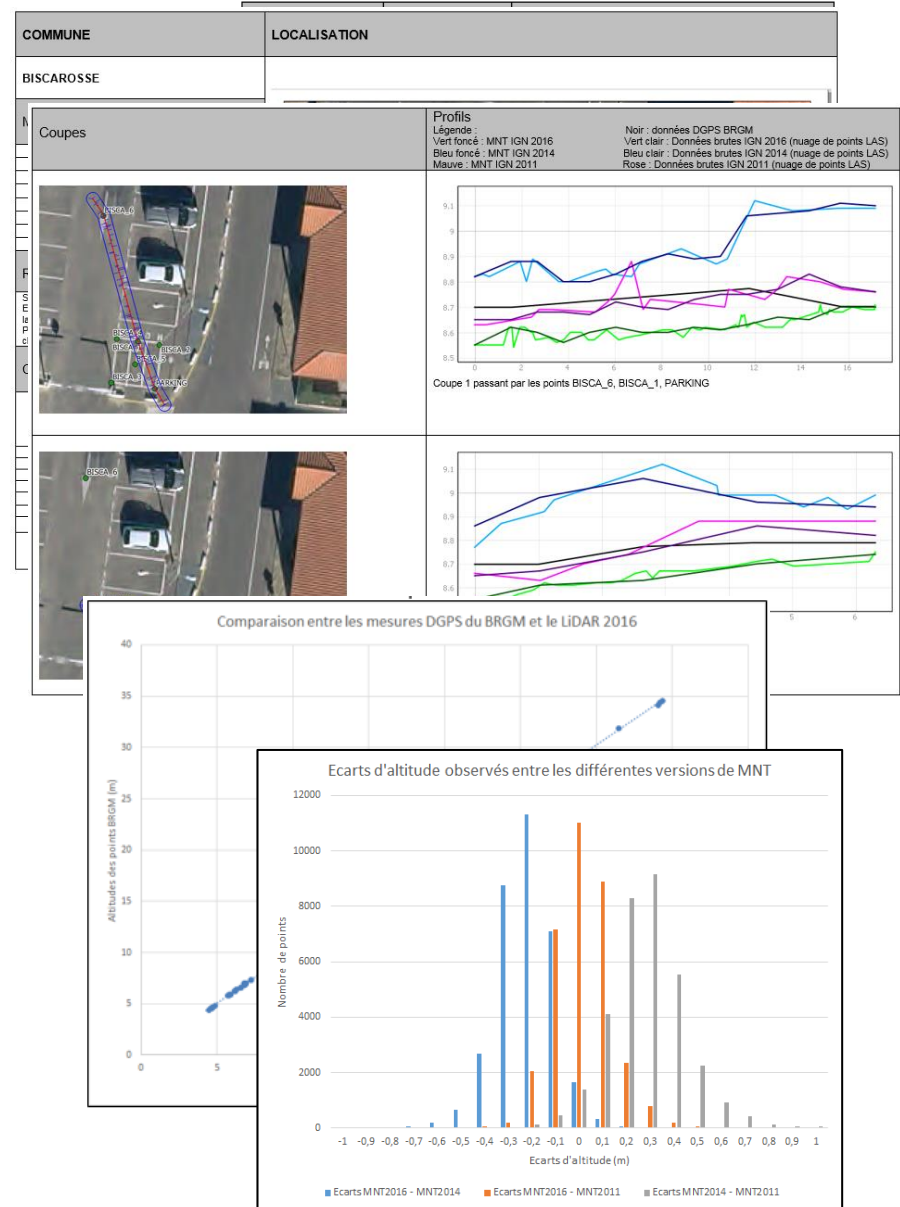 COMMUNE
LOCALISATION
BISCAROSSE
M
R
S
E
la
P
cl
C
Coupes
Profils
Légende :
Vert foncé : MNT IGN 2016
Bleu foncé : MNT IGN 2014
Mauve : MNT IGN 2011
Noir : données DGPS BRGM
Vert clair : Données brutes IGN 2016 (nuage de points LAS)
Bleu clair : Données brutes IGN 2014 (nuage de points LAS)
Rose : Données brutes IGN 2011 (nuage de points LAS)
BISCA_6
BISCA_3
PARKING
9.1
9
8.9
8.8
8.7
8.6
8.5
0 2 4 6 8 10 12 14 16
Coupe 1 passant par les points BISCA_6, BISCA_1, PARKING
BISCA_6
9.1
9
8.9
8.8
8.7
8.6
5 6
Comparaison entre les mesures DGPS du BRGM et le LiDAR 2016
Altitudes des points BRGM (m)
40
35
30
25
20
15
10
5
0
0 5
Ecarts d'altitude observés entre les différentes versions de MNT
Nombre de points
12000
10000
8000
6000
4000
2000
0
-1 -0,9 -0,8 -0,7 -0,6 -0,5 -0,4 -0,3 -0,2 -0,1 0 0,1 0,2 0,3 0,4 0,5 0,6 0,7 0,8 0,9 1
Ecarts d'altitude (m)
Ecarts MNT2016 - MNT2014 Ecarts MNT2016 - MNT2011 Ecarts MNT2014 - MNT2011